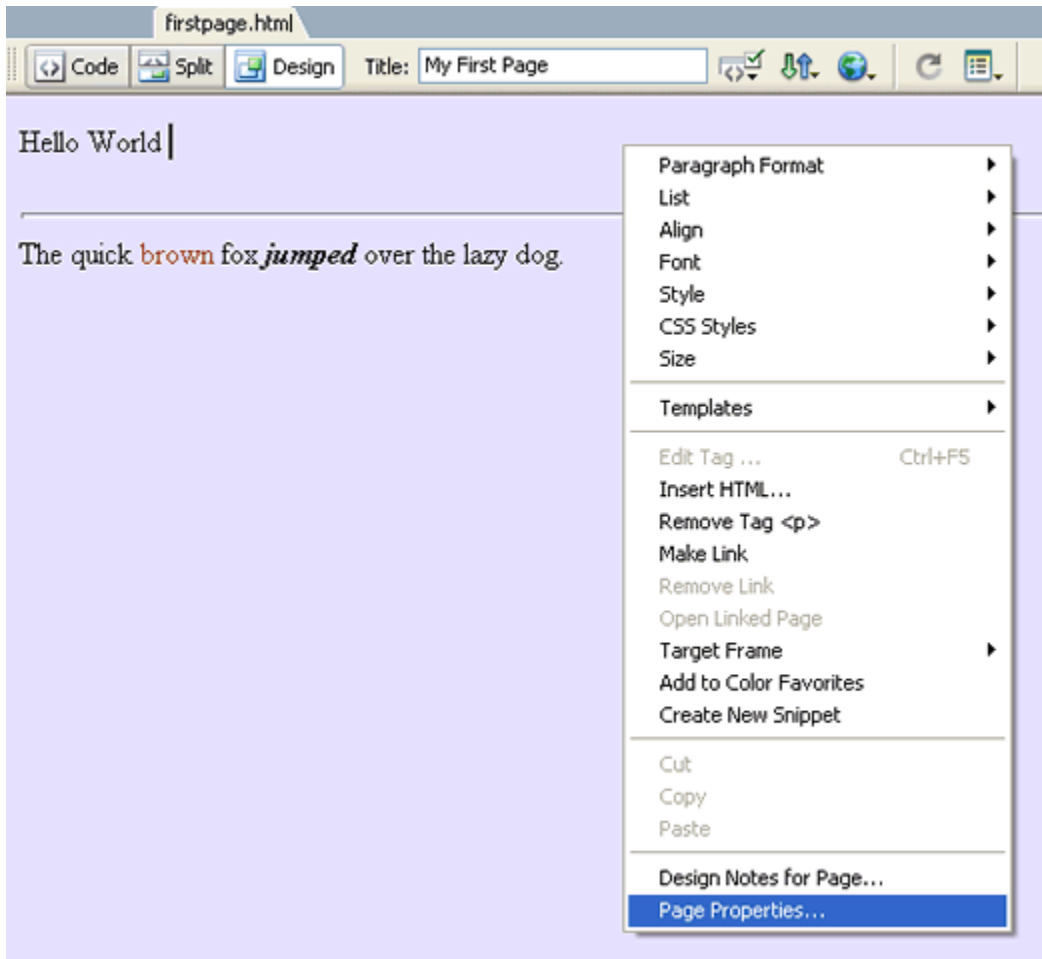 firstpage.html
Code Split Design Title: My First Page
Hello World
The quick brown fox jumped over the lazy dog.
Paragraph Format
List
Align
Font
Style
CSS Styles
Size
Templates
Edit Tag ... Ctrl+F5
Insert HTML...
Remove Tag <p>
Make Link
Remove Link
Open Linked Page
Target Frame
Add to Color Favorites
Create New Snippet
Cut
Copy
Paste
Design Notes for Page...
Page Properties...